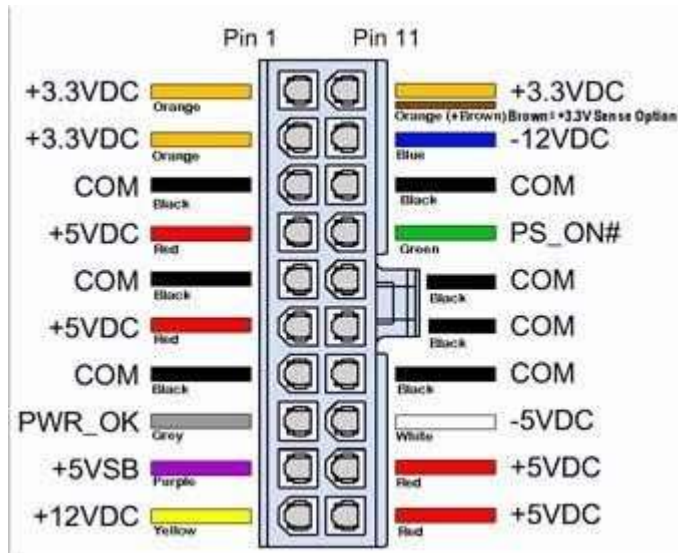 Pin 1 Pin 11
+3.3VDC Orange +3.3VDC
Orange (+Brown) Brown= +3.3V Sense Option
+3.3VDC Orange Blue -12VDC
COM Black Black COM
+5VDC Red Green PS_ON#
COM Black Black COM
+5VDC Red Black COM
COM Black Black COM
PWR_OK Grey White -5VDC
+5VSB Purple Red +5VDC
+12VDC Yellow Red +5VDC